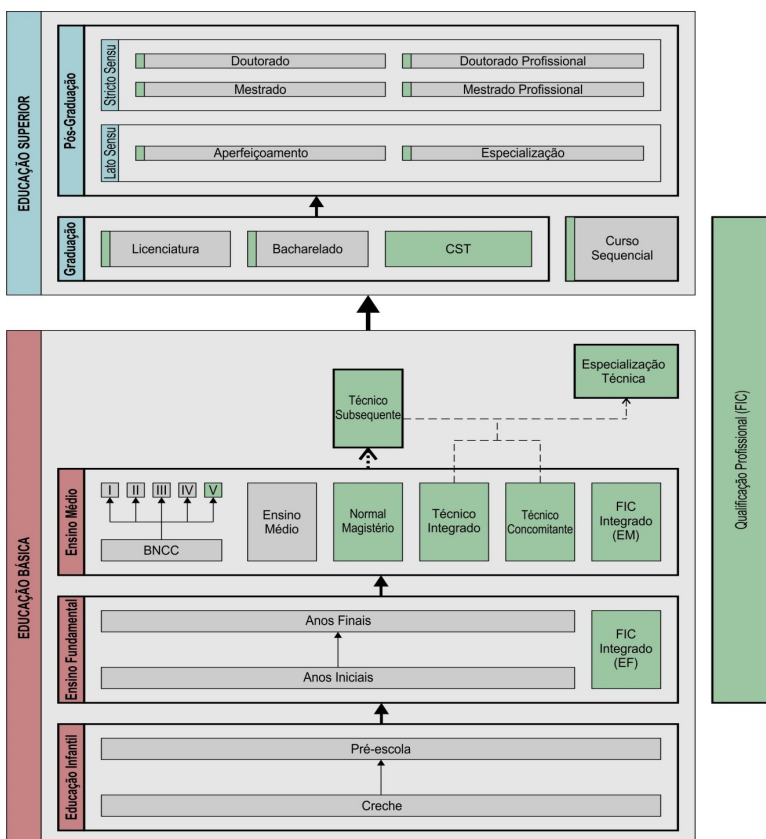 EDUCAÇÃO SUPERIOR
Pós-Graduação
Stricto Sensu
Doutorado
Doutorado Profissional
Mestrado
Mestrado Profissional
Lato Sensu
Aperfeiçoamento
Especialização
Graduação
Licenciatura
Bacharelado
CST
Curso
Sequencial
Qualificação Profissional (FIC)
EDUCAÇÃO BÁSICA
Especialização
Técnica
Técnico
Subsequente
Ensino Médio
I
II
III
IV
V
BNCC
Ensino
Médio
Normal
Magistério
Técnico
Integrado
Técnico
Concomitante
FIC
Integrado
(EM)
Ensino Fundamental
Anos Finais
Anos Iniciais
FIC
Integrado
(EF)
Educação Infantil
Pré-escola
Creche